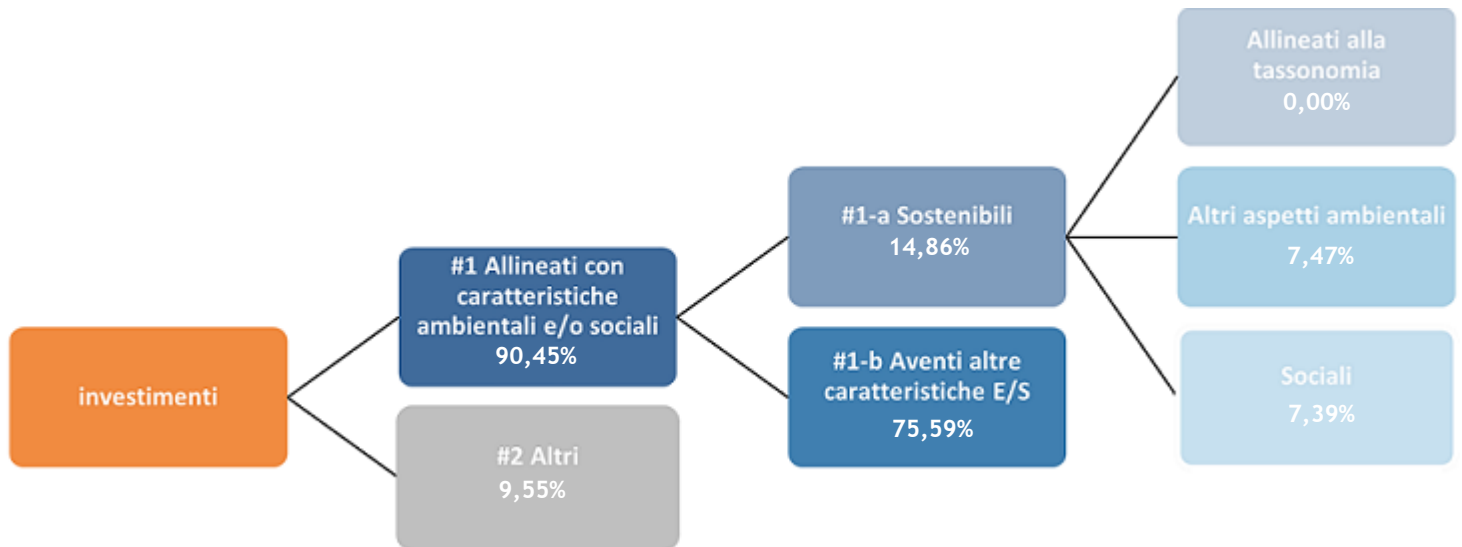 investimenti
#1 Allineati con
caratteristiche
ambientali e/o sociali
90,45%
#2 Altri
9,55%
#1-a Sostenibili
14,86%
#1-b Aventi altre
caratteristiche E/S
75,59%
Allineati alla
tassonomia
0,00%
Altri aspetti ambientali
7,47%
Sociali
7,39%